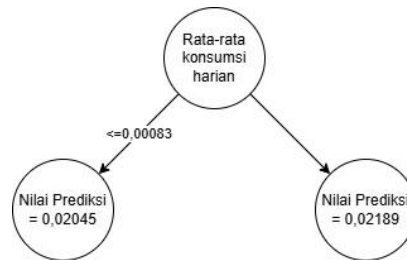 Rata-rata
konsumsi
harian
<=0,00083
Nilai Prediksi
= 0,02045
Nilai Prediksi
= 0,02189